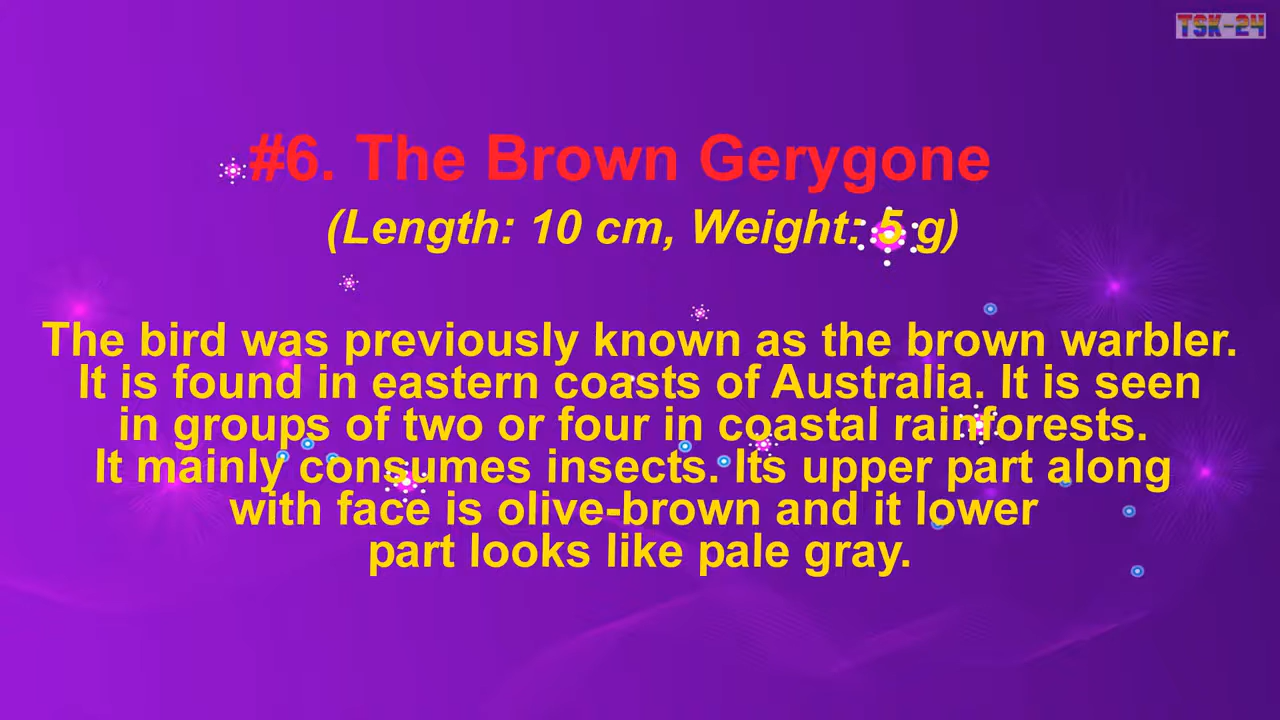 TSK-24
#6. The Brown Gerygone
(Length: 10 cm, Weight: 5 g)
The bird was previously known as the brown warbler.
It is found in eastern coasts of Australia. It is seen
in groups of two or four in coastal rainforests.
It mainly consumes insects. Its upper part along
with face is olive-brown and it lower
part looks like pale gray.